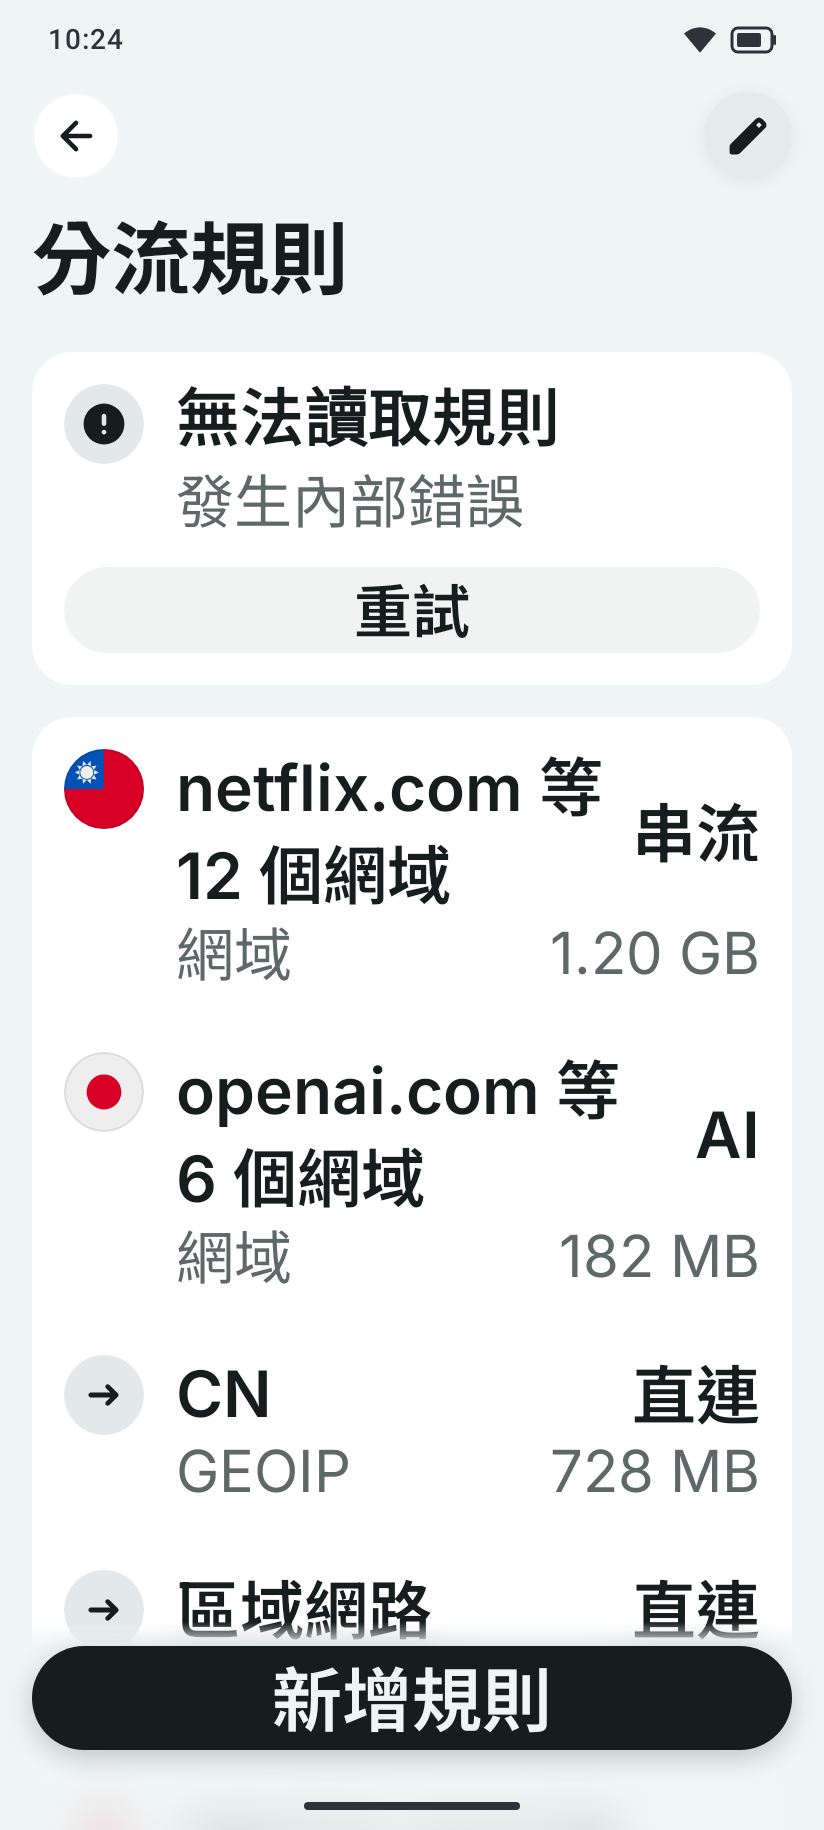 10:24
分流規則
無法讀取規則
發生內部錯誤
重試
netflix.com 等
12 個網域
串流
網域
1.20 GB
openai.com 等
6 個網域
AI
網域
182 MB
CN
直連
GEOIP
728 MB
區域網路
直連
新增規則